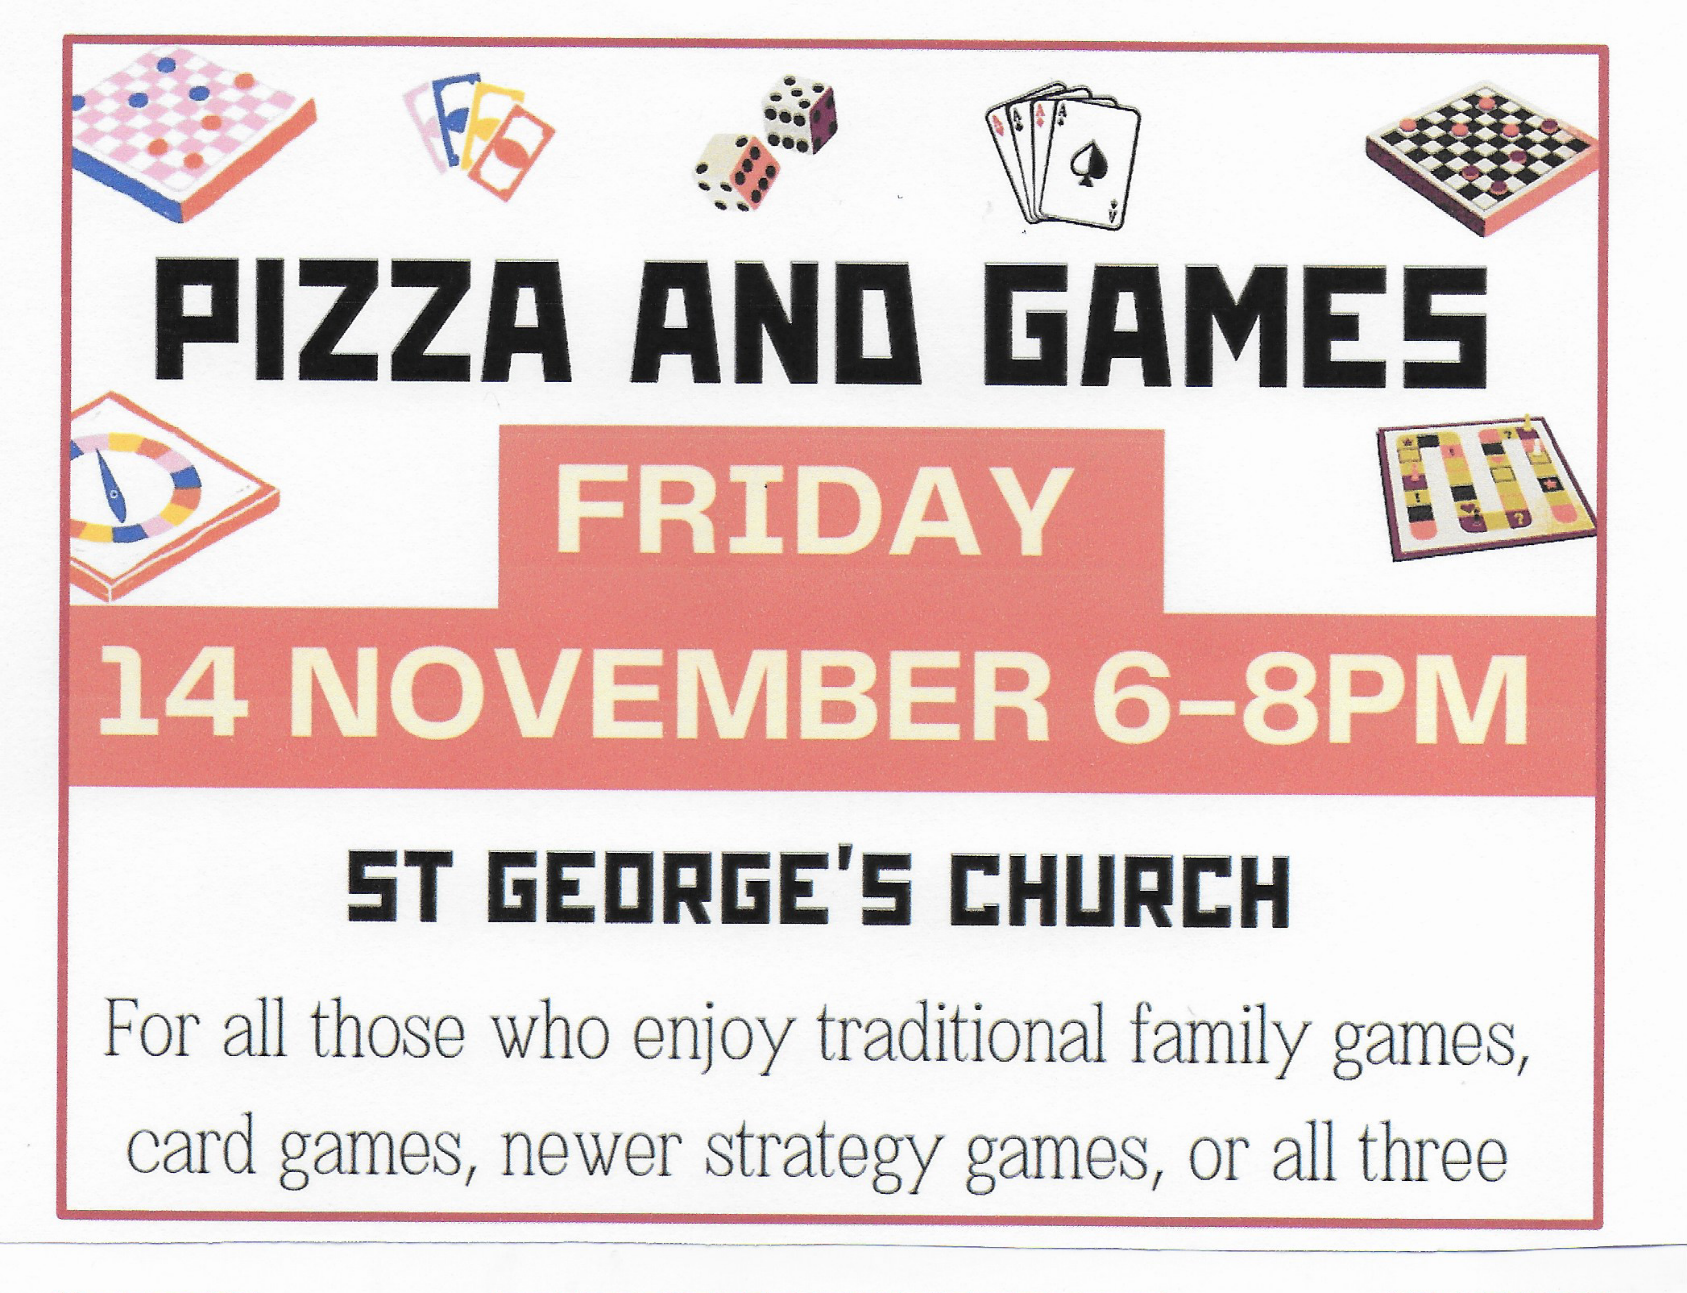 PIZZA AND GAMES
FRIDAY
14 NOVEMBER 6–8PM
ST GEORGE'S CHURCH
For all those who enjoy traditional family games,
card games, newer strategy games, or all three